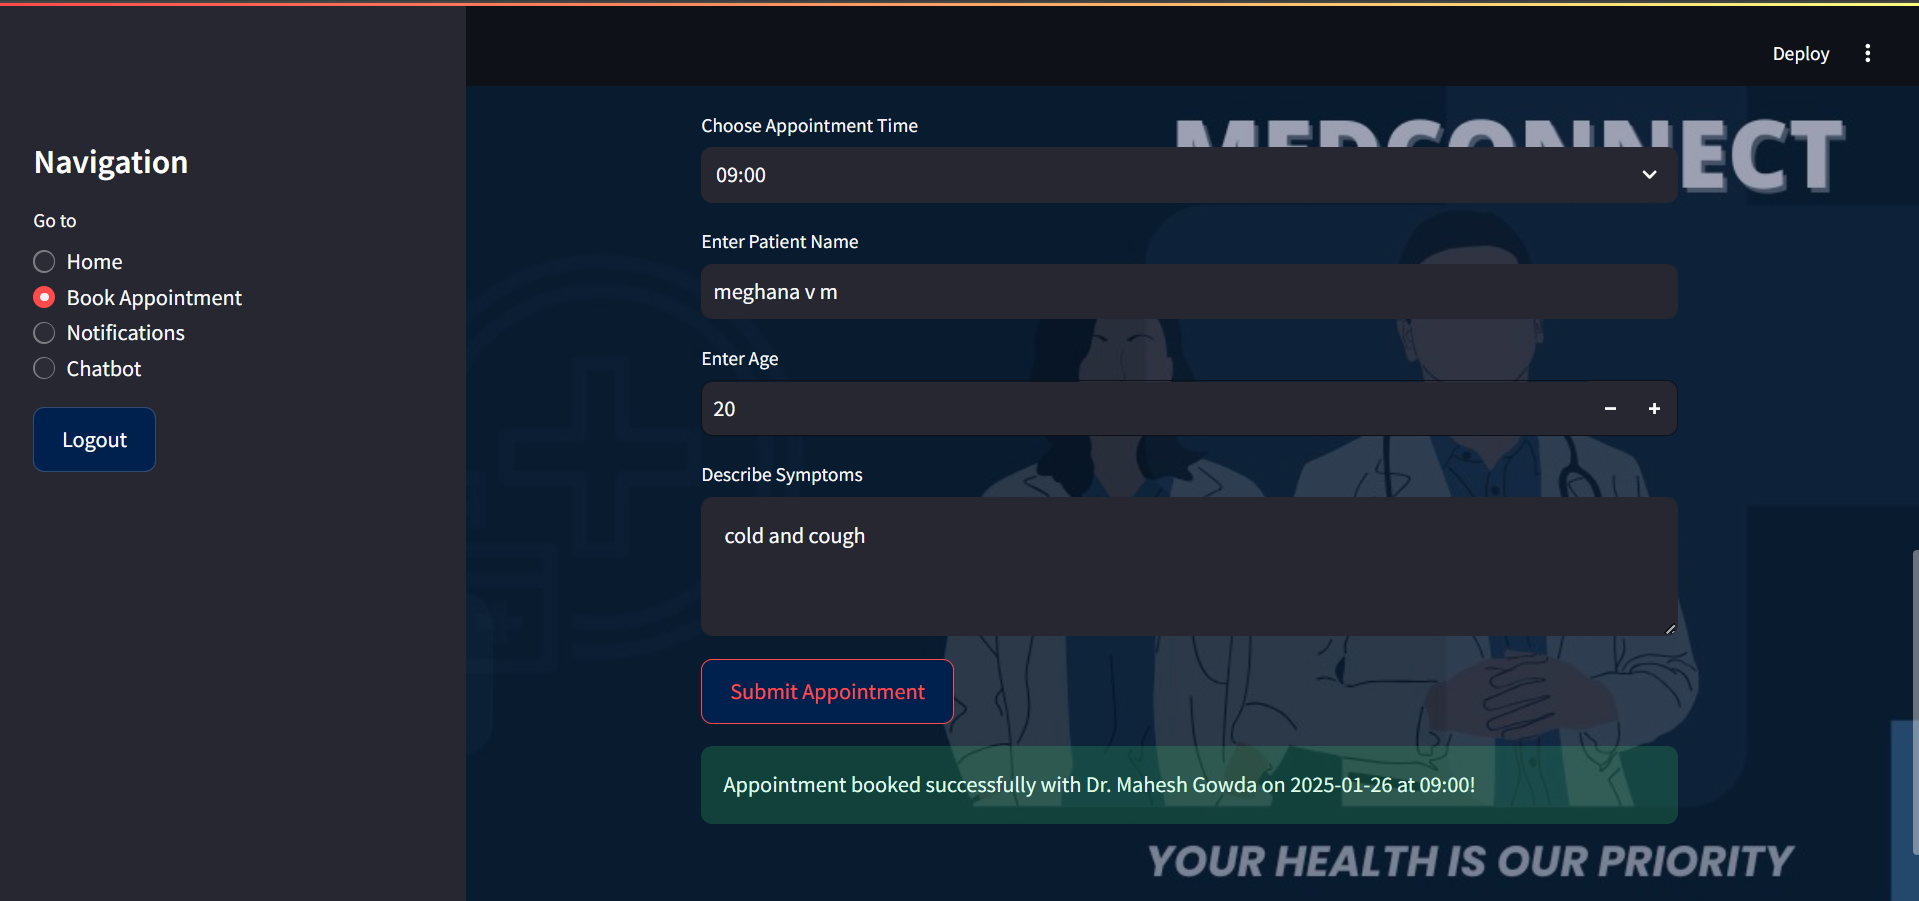 Deploy
Navigation
Go to
Home
Book Appointment
Notifications
Chatbot
Logout
MEDCONNECT
Choose Appointment Time
09:00
Enter Patient Name
meghana v m
Enter Age
20
Describe Symptoms
cold and cough
Submit Appointment
Appointment booked successfully with Dr. Mahesh Gowda on 2025-01-26 at 09:00!
YOUR HEALTH IS OUR PRIORITY